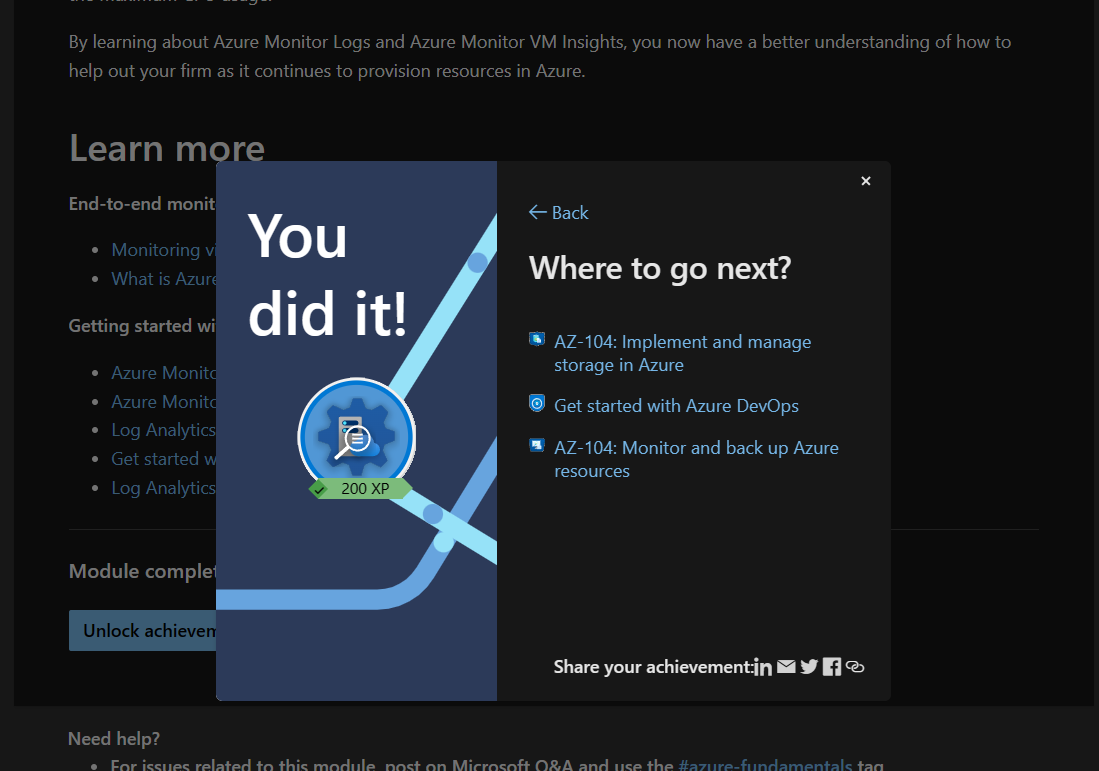 By learning about Azure Monitor Logs and Azure Monitor VM Insights, you now have a better understanding of how to
help out your firm as it continues to provision resources in Azure.
Learn more
End-to-end monit
Monitoring vi
What is Azure
Getting started wi
Azure Monito
Azure Monito
Log Analytics
Get started w
Log Analytics
Module complet
Unlock achievem
You
did it!
200 XP
Back
Where to go next?
AZ-104: Implement and manage
storage in Azure
Get started with Azure DevOps
AZ-104: Monitor and back up Azure
resources
Share your achievement:
Need help?
For issues related to this module, post on Microsoft Q&A and use the #azure-fundamentals tag